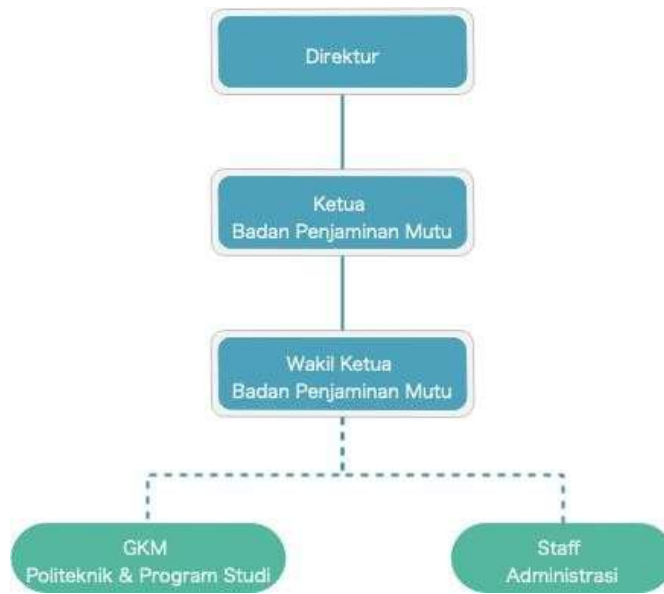 Direktur
Ketua
Badan Penjaminan Mutu
Wakil Ketua
Badan Penjaminan Mutu
GKM
Politeknik & Program Studi
Staff
Administrasi